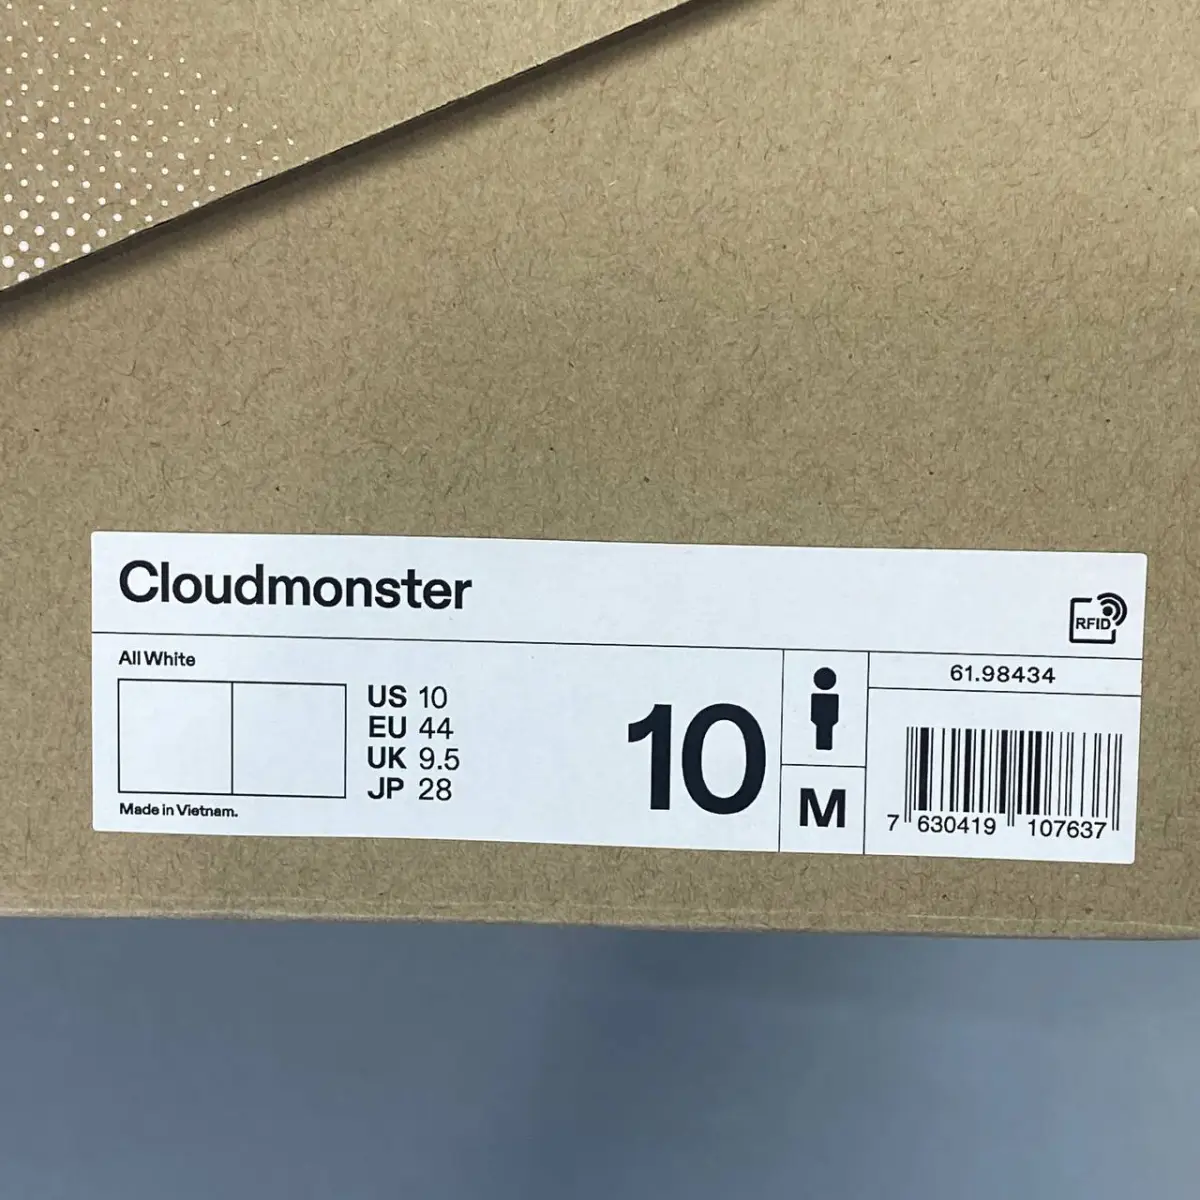 Cloudmonster
RFID
All White
US 10
EU 44
UK 9.5
JP 28
Made in Vietnam.
10
M
61.98434
7 630419 107637